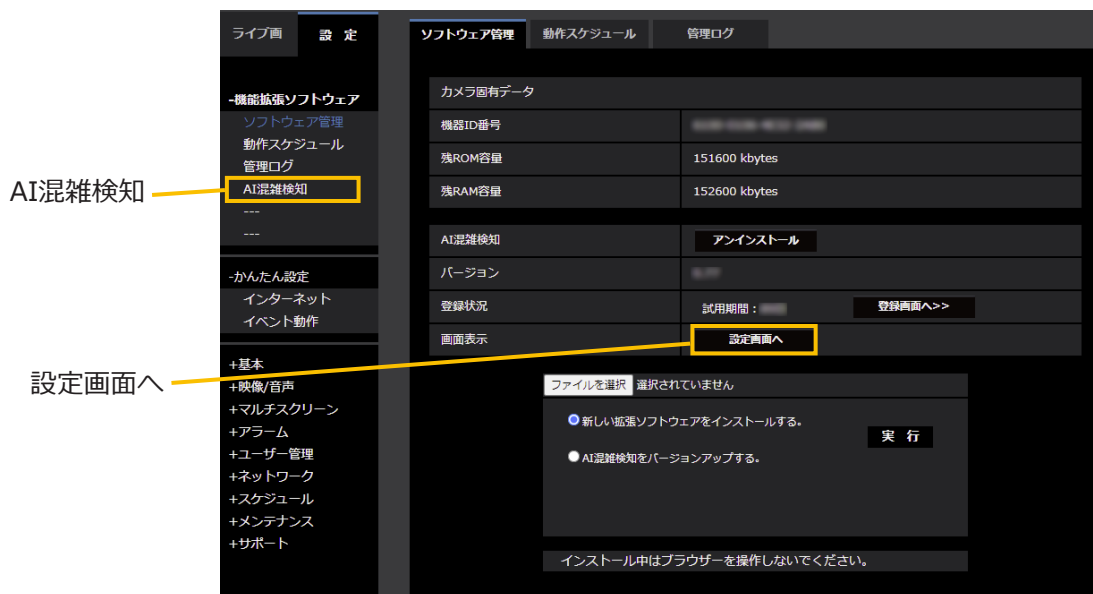 ライブ画
設 定
ソフトウェア管理
動作スケジュール
管理ログ
-機能拡張ソフトウェア
ソフトウェア管理
動作スケジュール
管理ログ
AI混雑検知
---
---
-かんたん設定
インターネット
イベント動作
+基本
+映像/音声
+マルチスクリーン
+アラーム
+ユーザー管理
+ネットワーク
+スケジュール
+メンテナンス
+サポート
AI混雑検知
設定画面へ
カメラ固有データ
機器ID番号
残ROM容量 151600 kbytes
残RAM容量 152600 kbytes
AI混雑検知 アンインストール
バージョン
登録状況 試用期間： 登録画面へ>>
画面表示 設定画面へ
ファイルを選択 選択されていません
新しい拡張ソフトウェアをインストールする。
AI混雑検知をバージョンアップする。
実 行
インストール中はブラウザーを操作しないでください。